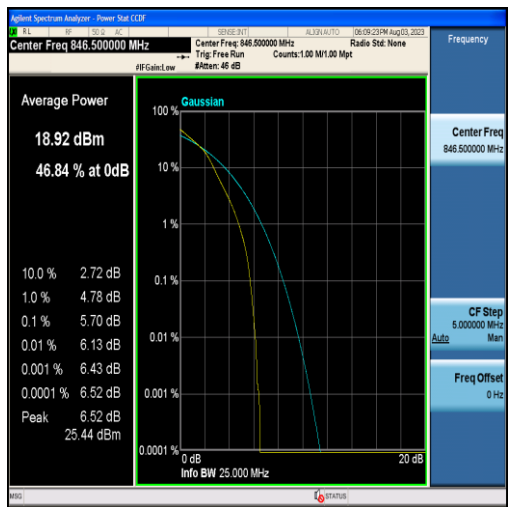 Agilent Spectrum Analyzer - Power Stat CCDF
RL RF 50 Ω AC SENSE:INT ALIGN AUTO 06:09:23 PM Aug 03, 2023
Center Freq 846.500000 MHz
Center Freq: 846.500000 MHz Radio Std: None
Trig: Free Run Counts:1.00 M/1.00 Mpt
#IFGain:Low #Atten: 46 dB
Frequency
Average Power
18.92 dBm
46.84 % at 0dB
10.0 % 2.72 dB
1.0 % 4.78 dB
0.1 % 5.70 dB
0.01 % 6.13 dB
0.001 % 6.43 dB
0.0001 % 6.52 dB
Peak 6.52 dB
25.44 dBm
100 % Gaussian
10 %
1 %
0.1 %
0.01 %
0.001 %
0.0001 %
0 dB 20 dB
Info BW 25.000 MHz
Center Freq
846.500000 MHz
CF Step
5.000000 MHz
Auto Man
Freq Offset
0 Hz
MSG STATUS